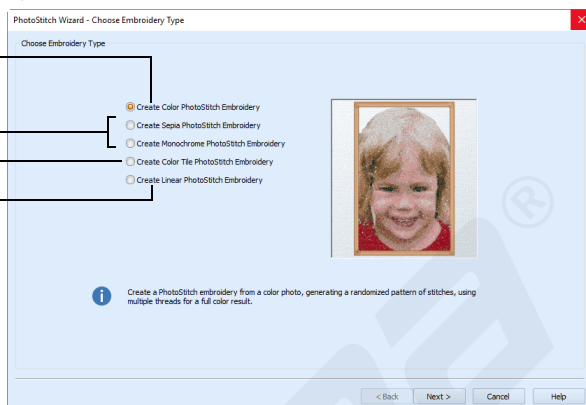 PhotoStitch Wizard - Choose Embroidery Type
Choose Embroidery Type
Create Color PhotoStitch Embroidery
Create Sepia PhotoStitch Embroidery
Create Monochrome PhotoStitch Embroidery
Create Color Tile PhotoStitch Embroidery
Create Linear PhotoStitch Embroidery
Create a PhotoStitch embroidery from a color photo, generating a randomized pattern of stitches, using
multiple threads for a full color result.
< Back Next > Cancel Help